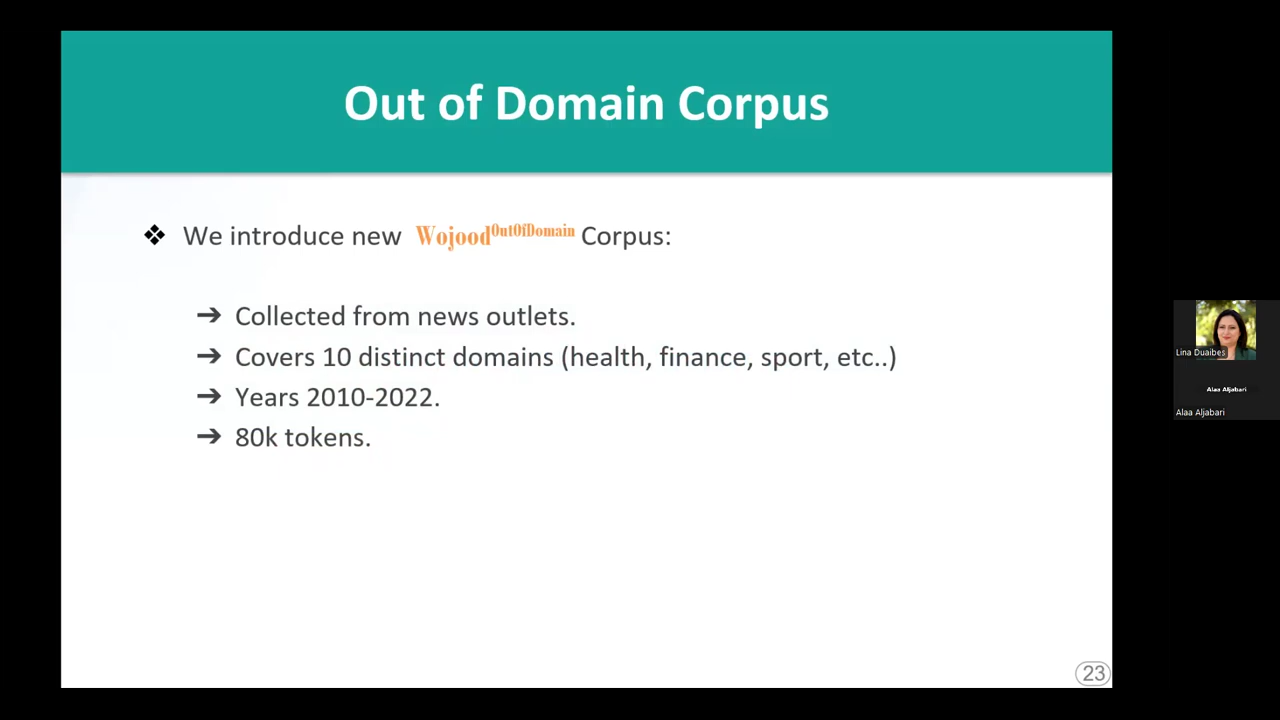 Out of Domain Corpus
❖ We introduce new WojoodOutOfDomain Corpus:
➔ Collected from news outlets.
➔ Covers 10 distinct domains (health, finance, sport, etc..)
➔ Years 2010-2022.
➔ 80k tokens.
23
Lina Duaibes
Alaa Aljabari
Alaa Aljabari